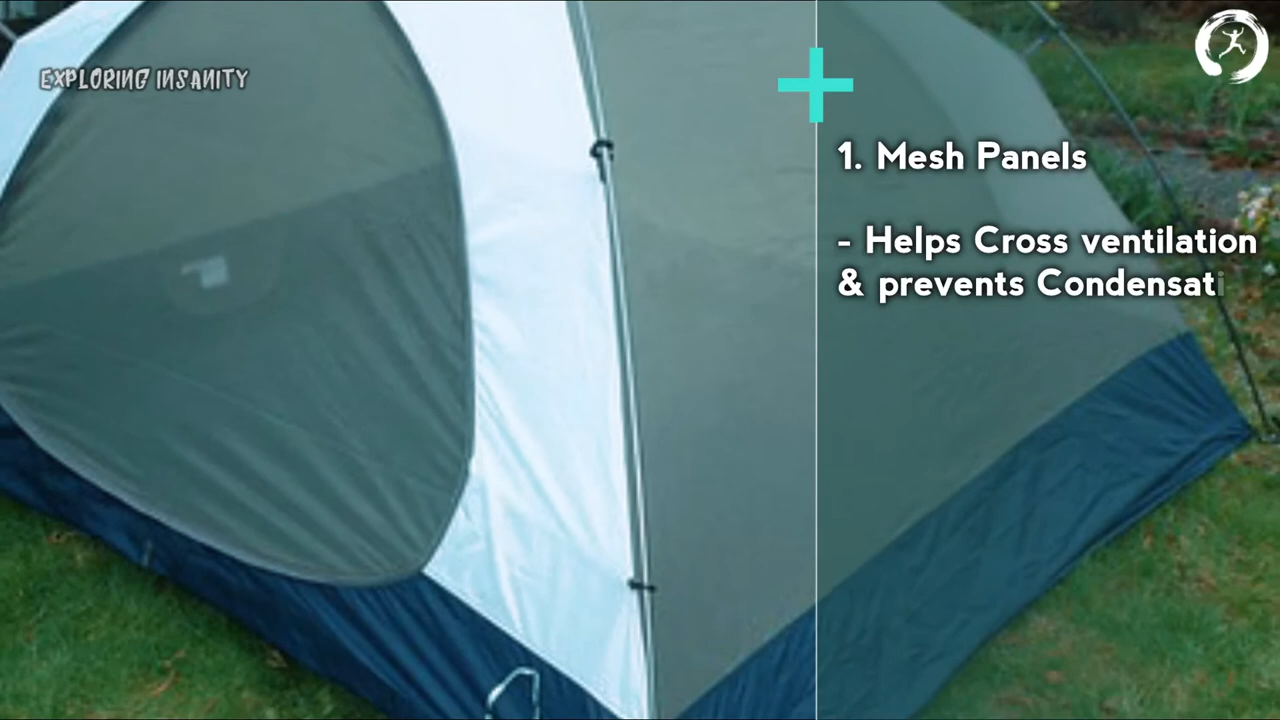 EXPLORING INSANITY
1. Mesh Panels
- Helps Cross ventilation
& prevents Condensati